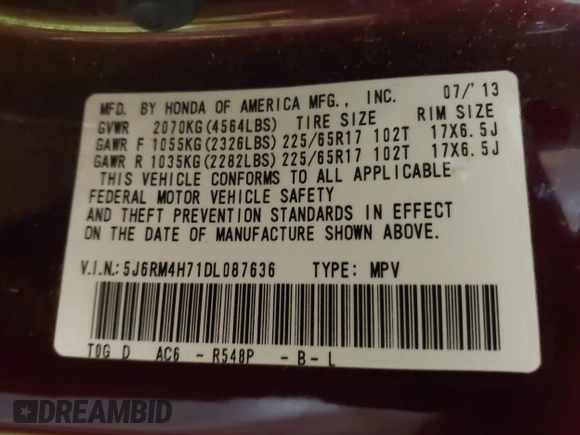 MFD. BY HONDA OF AMERICA MFG., INC. 07/'13
GVWR 2070KG(4564LBS) TIRE SIZE RIM SIZE
GAWR F 1055KG(2326LBS) 225/65R17 102T 17X6.5J
GAWR R 1035KG(2282LBS) 225/65R17 102T 17X6.5J
THIS VEHICLE CONFORMS TO ALL APPLICABLE
FEDERAL MOTOR VEHICLE SAFETY
AND THEFT PREVENTION STANDARDS IN EFFECT
ON THE DATE OF MANUFACTURE SHOWN ABOVE.
V.I.N.: 5J6RM4H71DL087636 TYPE: MPV
T0G D AC6 - R548P - B - L
DREAMBID